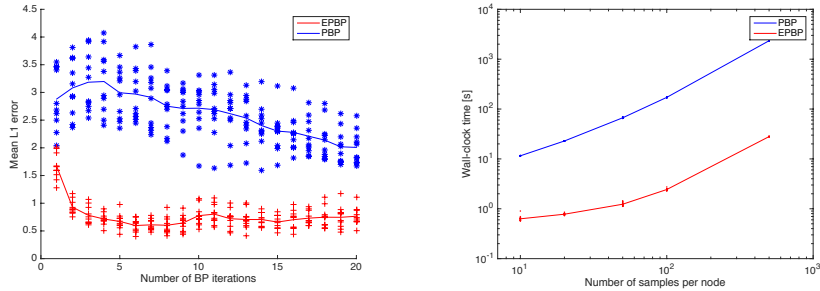 4.5
4
3.5
3
2.5
2
1.5
1
0.5
0
Mean L1 error
EPBP
PBP
0 5 10 15 20
Number of BP iterations
10^4
10^3
10^2
10^1
10^0
10^-1
Wall-clock time [s]
PBP
EPBP
10^1 10^2 10^3
Number of samples per node